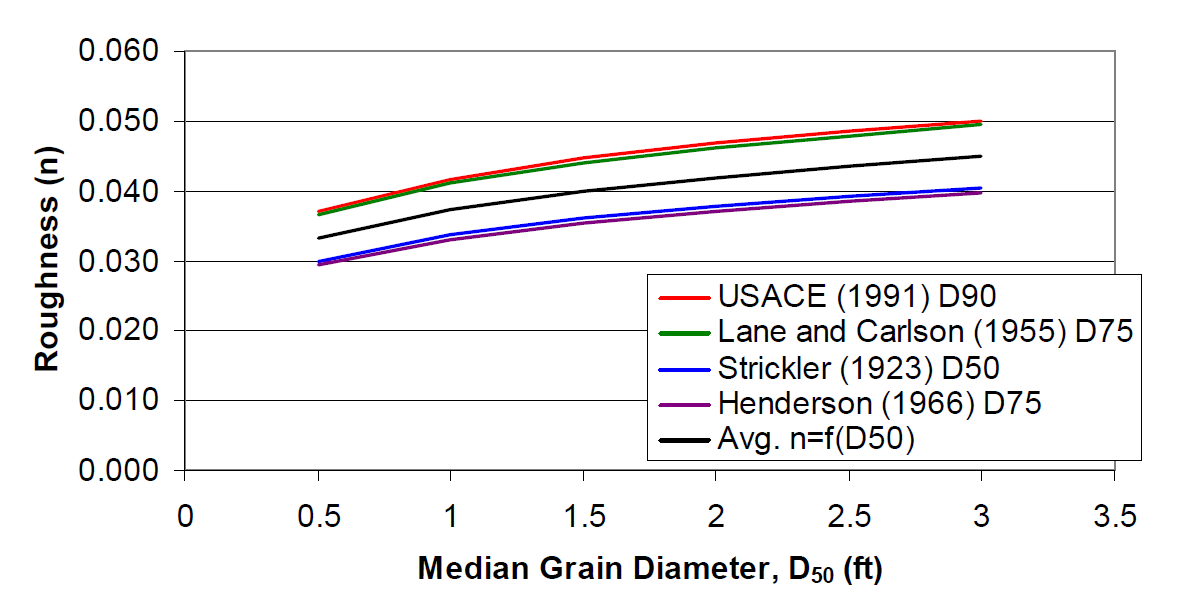 0.060
0.050
0.040
0.030
0.020
0.010
0.000
Roughness (n)
0 0.5 1 1.5 2 2.5 3 3.5
Median Grain Diameter, D50 (ft)
USACE (1991) D90
Lane and Carlson (1955) D75
Strickler (1923) D50
Henderson (1966) D75
Avg. n=f(D50)